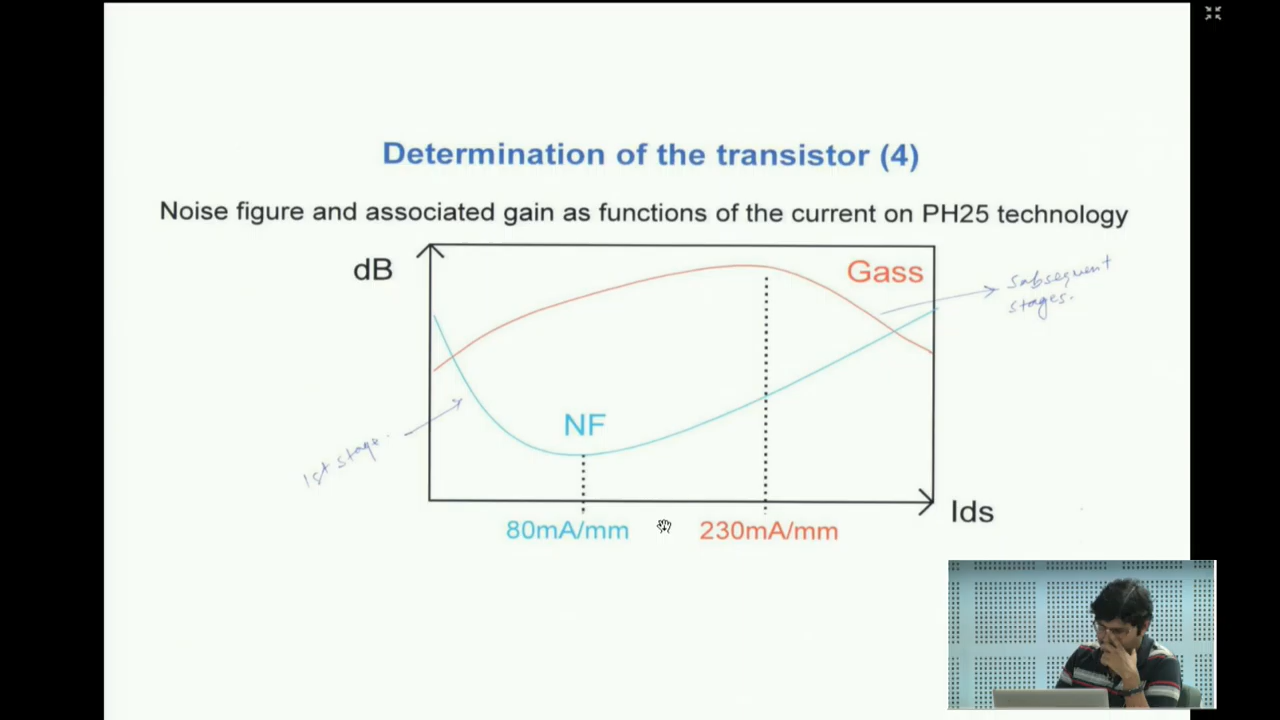 Determination of the transistor (4)
Noise figure and associated gain as functions of the current on PH25 technology
dB
Gass
Subsequent
stages.
NF
1st stage.
Ids
80mA/mm
230mA/mm